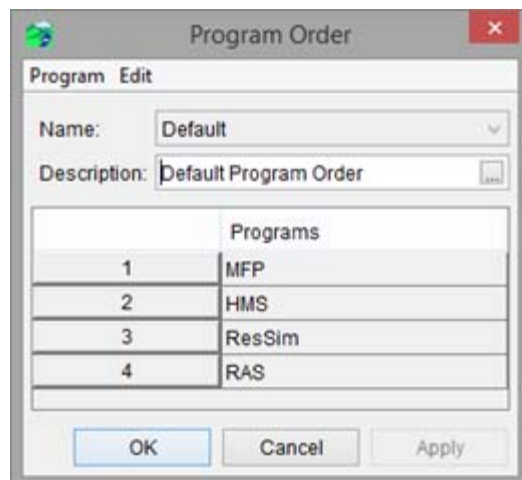 Program Order
Program Edit
Name: Default
Description: Default Program Order ...
Programs
1 MFP
2 HMS
3 ResSim
4 RAS
OK Cancel Apply